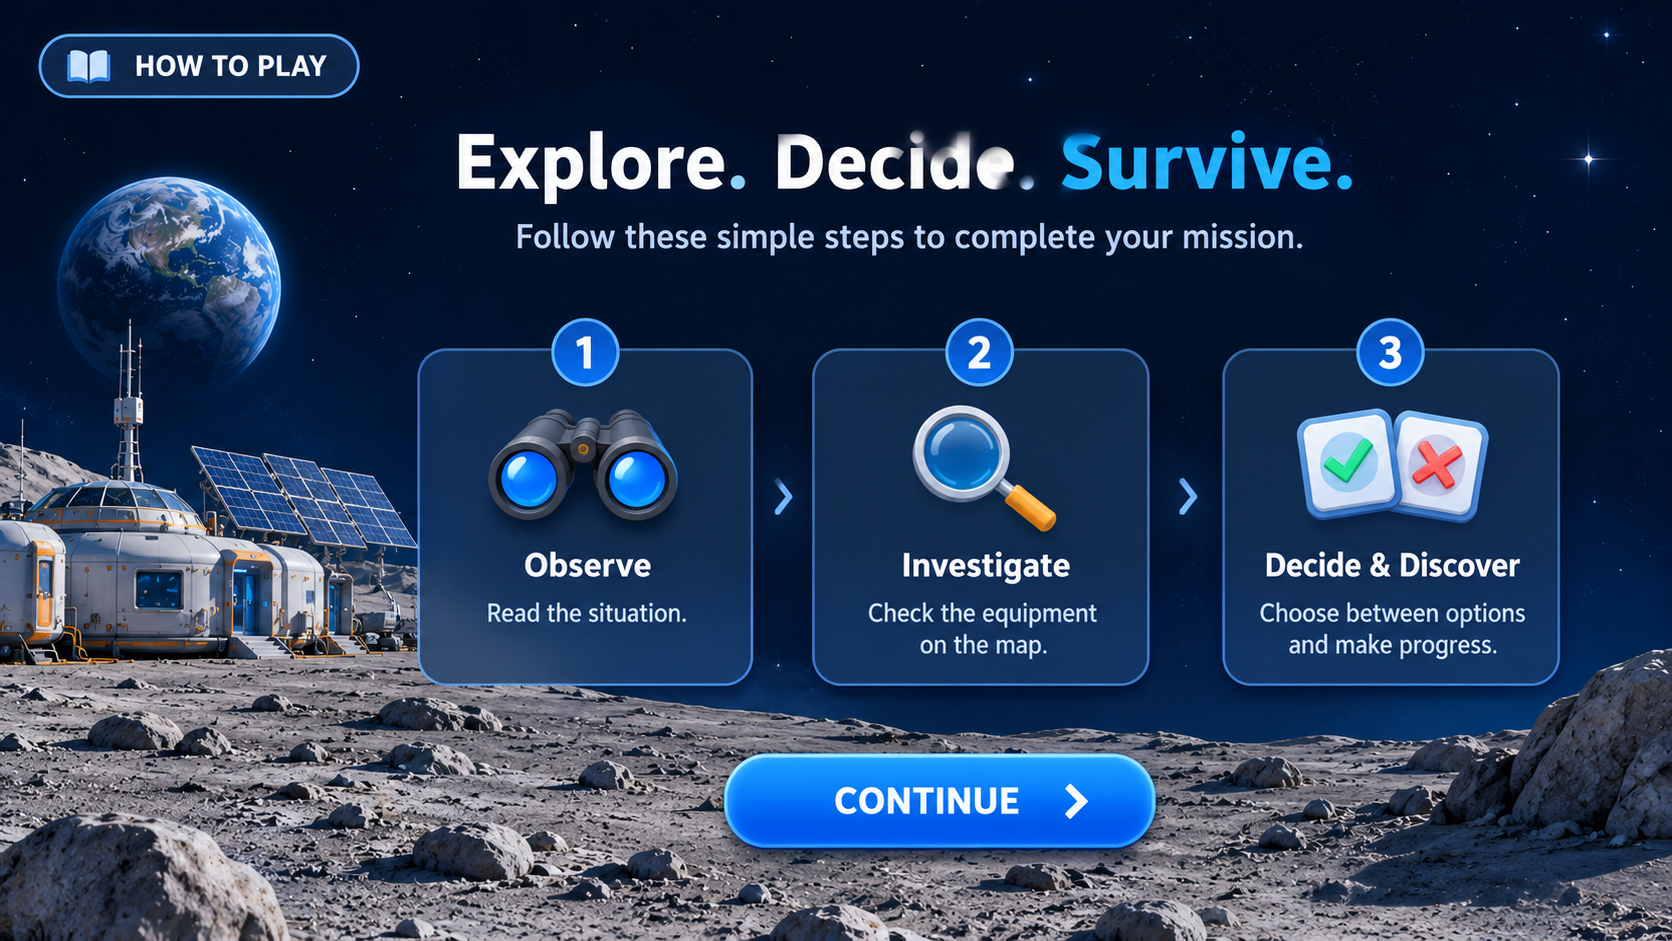 HOW TO PLAY
Explore. Decide. Survive.
Follow these simple steps to complete your mission.
1
2
3
Observe
Read the situation.
Investigate
Check the equipment
on the map.
Decide & Discover
Choose between options
and make progress.
CONTINUE